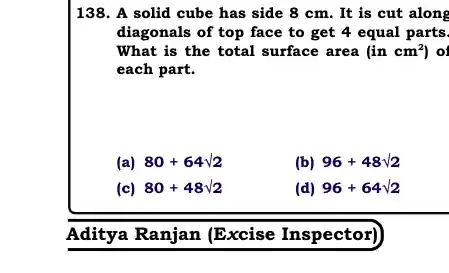 138. A solid cube has side 8 cm. It is cut along
diagonals of top face to get 4 equal parts.
What is the total surface area (in cm²) of
each part.
(a) 80 + 64√2 (b) 96 + 48√2
(c) 80 + 48√2 (d) 96 + 64√2
Aditya Ranjan (Excise Inspector)